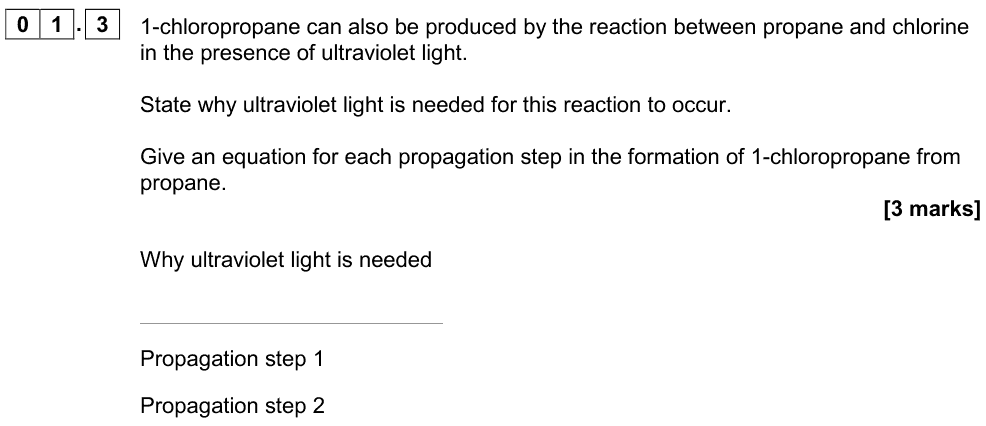 0 1 . 3 1-chloropropane can also be produced by the reaction between propane and chlorine
in the presence of ultraviolet light.
State why ultraviolet light is needed for this reaction to occur.
Give an equation for each propagation step in the formation of 1-chloropropane from
propane.
[3 marks]
Why ultraviolet light is needed
Propagation step 1
Propagation step 2